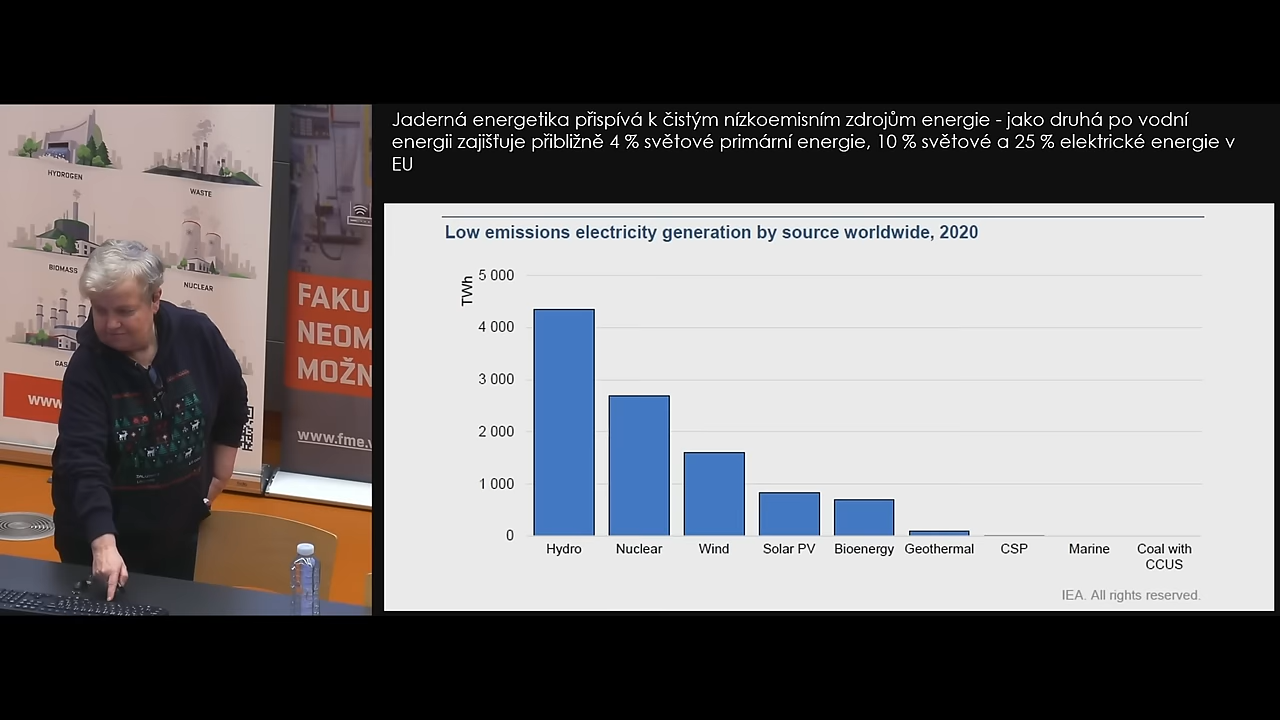 Jaderná energetika přispívá k čistým nízkoemisním zdrojům energie - jako druhá po vodní
energii zajišťuje přibližně 4 % světové primární energie, 10 % světové a 25 % elektrické energie v
EU
HYDROGEN
WASTE
BIOMASS
NUCLEAR
GAS
www.
FAKU
NEOM
MOŽN
www.fme.v
Low emissions electricity generation by source worldwide, 2020
TWh
5 000
4 000
3 000
2 000
1 000
0
Hydro Nuclear Wind Solar PV Bioenergy Geothermal CSP Marine Coal with
CCUS
IEA. All rights reserved.